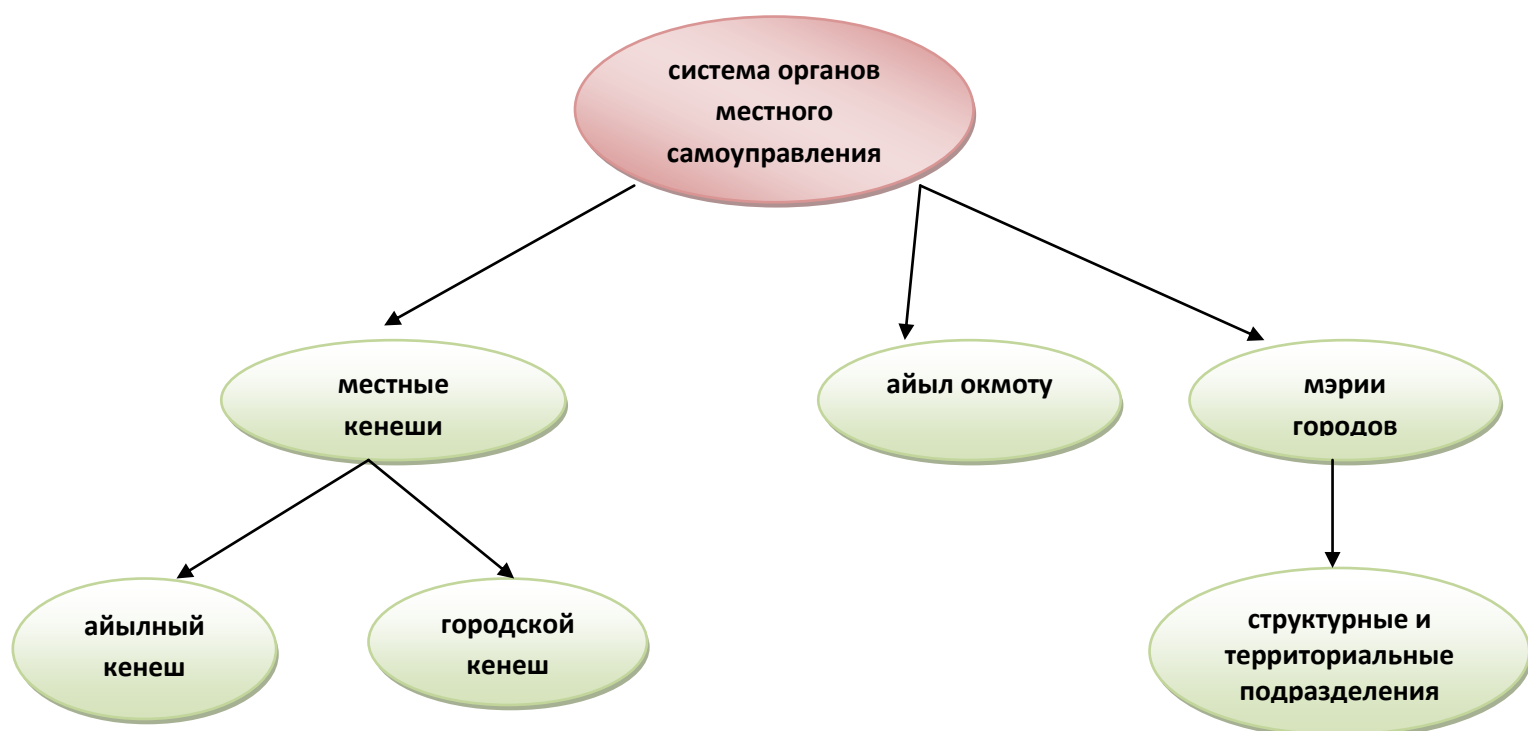 система органов
местного
самоуправления
местные
кенеши
айыл окмоту
мэрии
городов
айылный
кенеш
городской
кенеш
структурные и
территориальные
подразделения